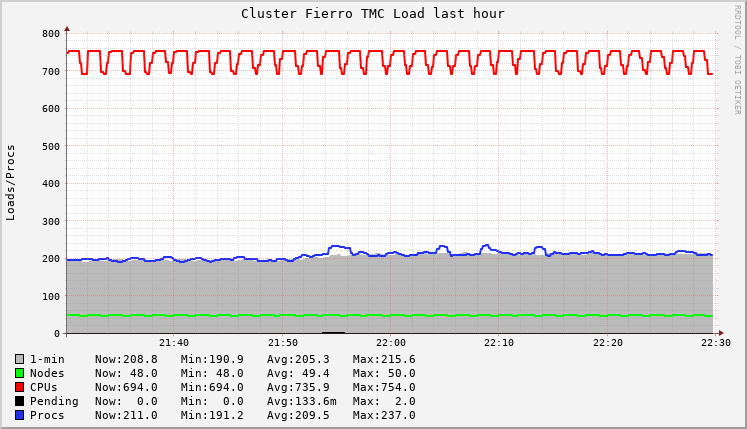 Cluster Fierro TMC Load last hour
RRDTOOL / TOBI OETIKER
Loads/Procs
800
700
600
500
400
300
200
100
0
21:40 21:50 22:00 22:10 22:20 22:30
1-min Now:208.8 Min:190.9 Avg:205.3 Max:215.6
Nodes Now: 48.0 Min: 48.0 Avg: 49.4 Max: 50.0
CPUs Now:694.0 Min:694.0 Avg:735.9 Max:754.0
Pending Now: 0.0 Min: 0.0 Avg:133.6m Max: 2.0
Procs Now:211.0 Min:191.2 Avg:209.5 Max:237.0